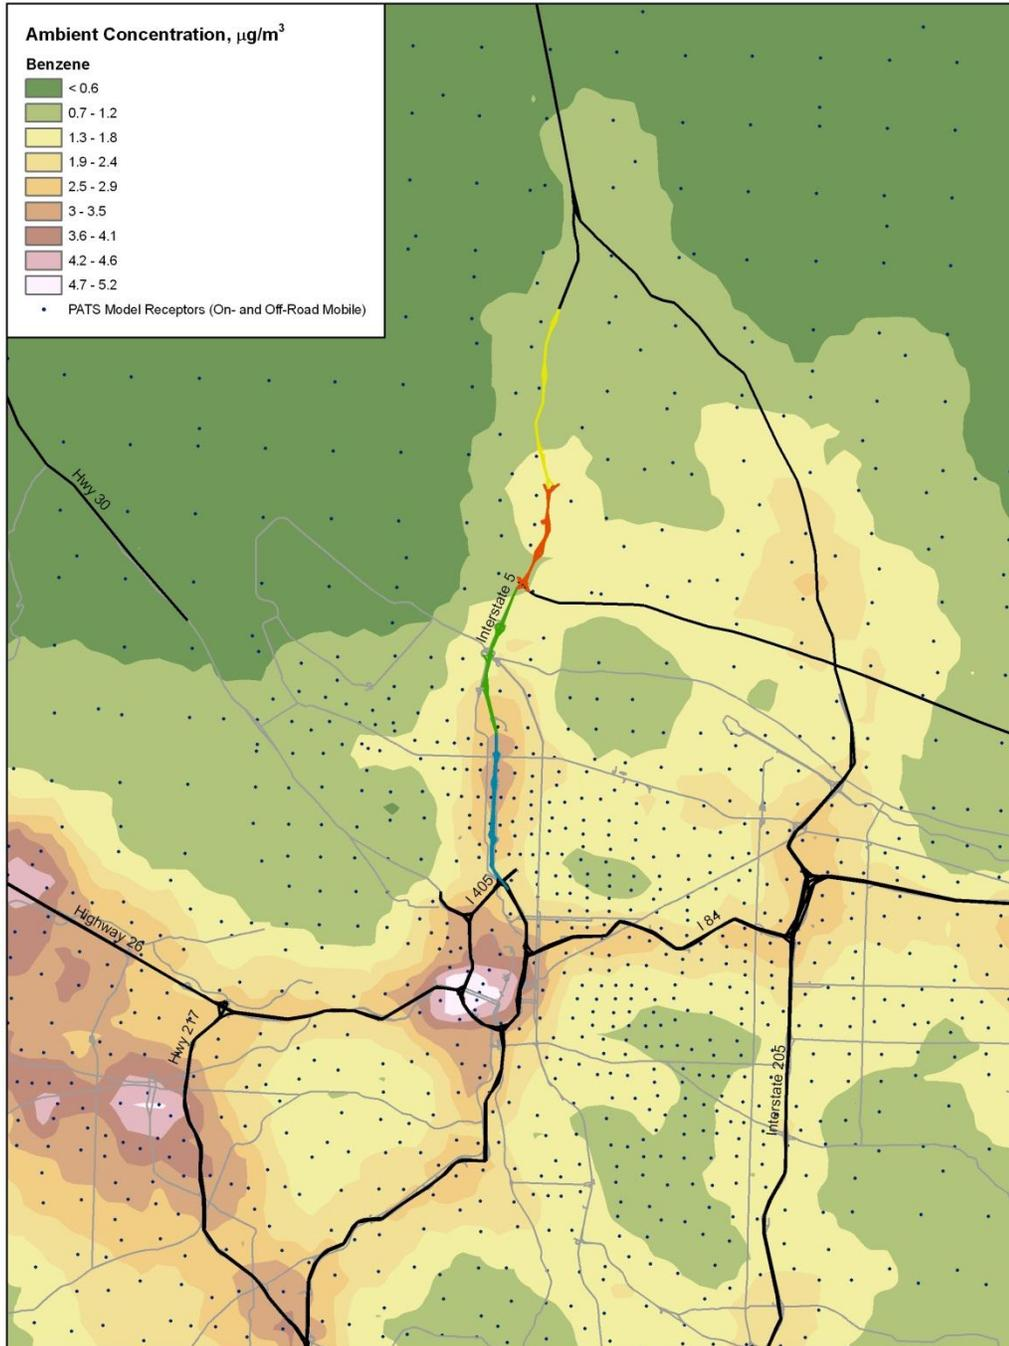 Ambient Concentration, μg/m³
Benzene
< 0.6
0.7 - 1.2
1.3 - 1.8
1.9 - 2.4
2.5 - 2.9
3 - 3.5
3.6 - 4.1
4.2 - 4.6
4.7 - 5.2
PATS Model Receptors (On- and Off-Road Mobile)
Hwy 30
Interstate 5
I 405
I 84
Highway 26
Hwy 217
Interstate 205